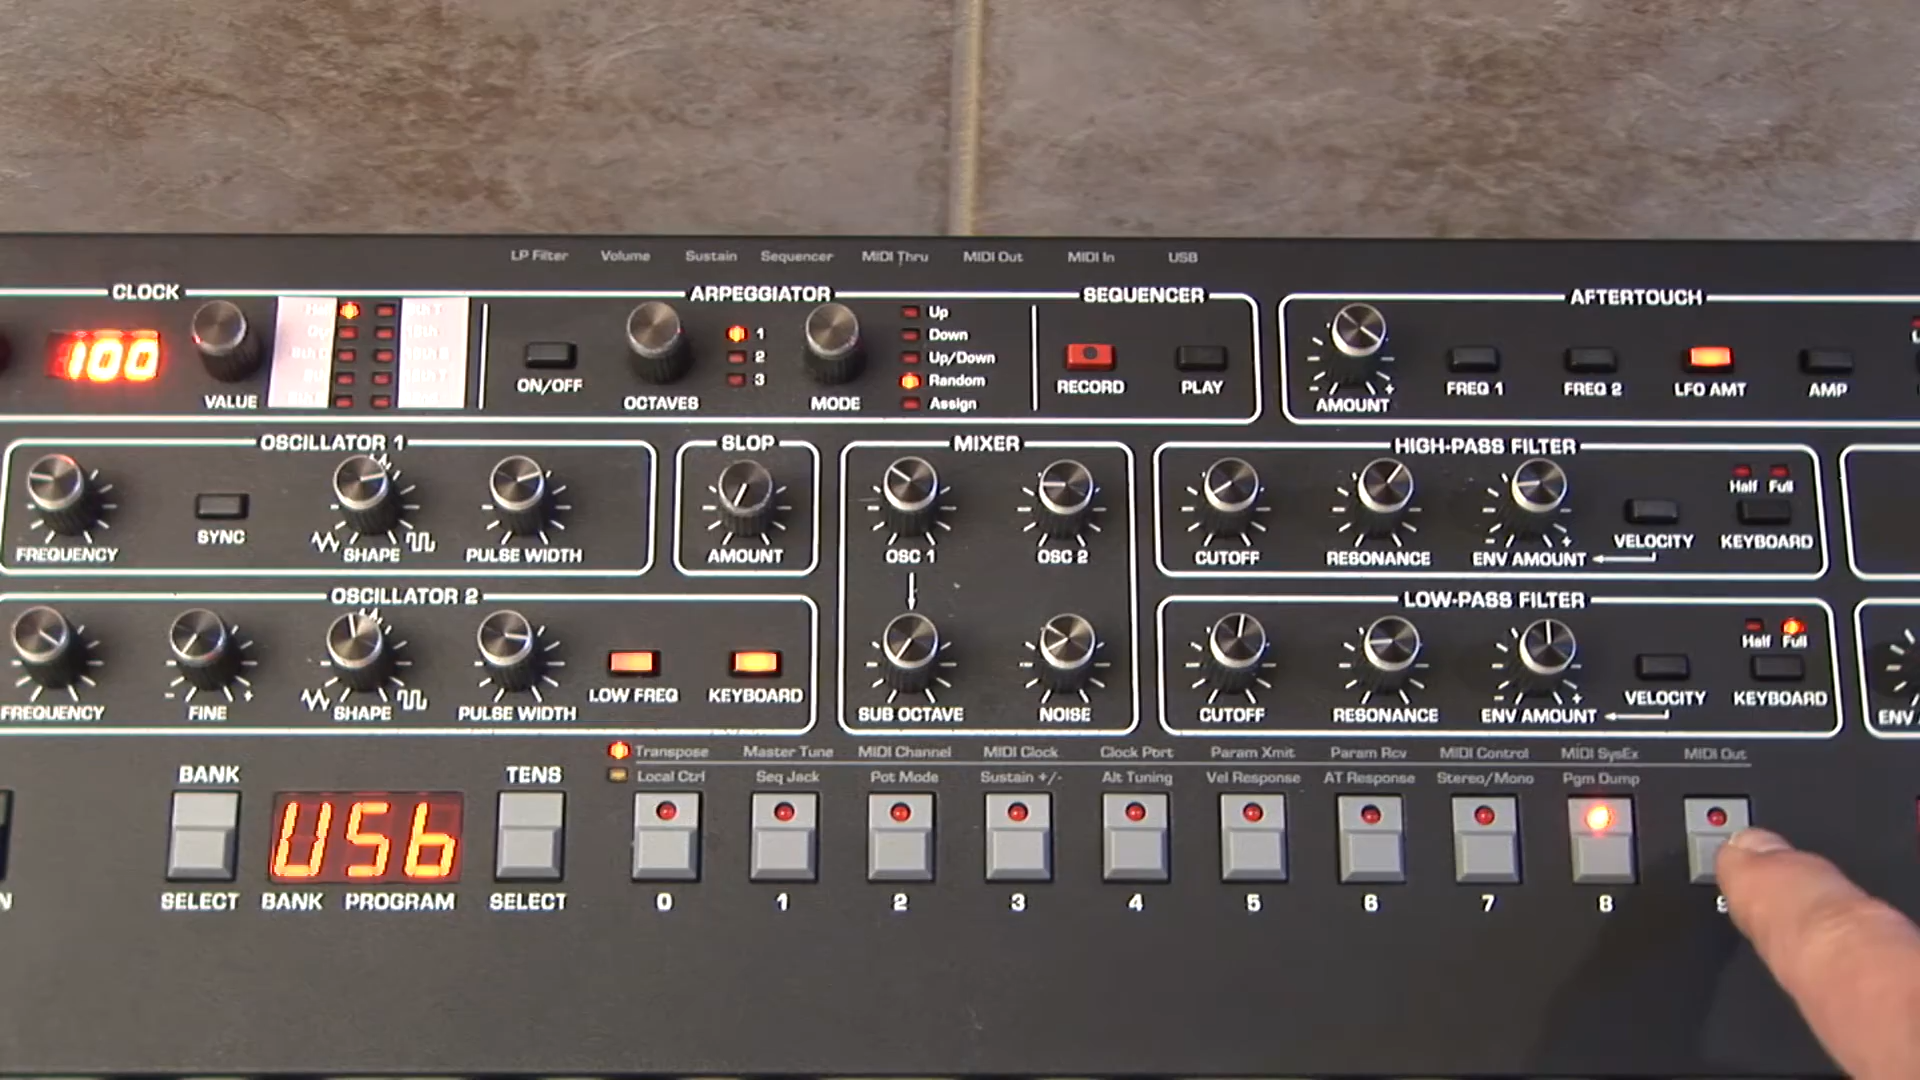 LP Filter Volume Sustain Sequencer MIDI Thru MIDI Out MIDI In USB
CLOCK ARPEGGIATOR SEQUENCER AFTERTOUCH
100
VALUE
ON/OFF
OCTAVES
1
2
3
MODE
Up
Down
Up/Down
Random
Assign
RECORD PLAY
AMOUNT FREQ 1 FREQ 2 LFO AMT AMP
OSCILLATOR 1 SLOP MIXER HIGH-PASS FILTER
Half Full
FREQUENCY SYNC SHAPE PULSE WIDTH AMOUNT OSC 1 OSC 2 CUTOFF RESONANCE ENV AMOUNT VELOCITY KEYBOARD
OSCILLATOR 2 LOW-PASS FILTER
Half Full
FREQUENCY - FINE + SHAPE PULSE WIDTH LOW FREQ KEYBOARD SUB OCTAVE NOISE CUTOFF RESONANCE ENV AMOUNT VELOCITY KEYBOARD
ENV
Transpose Master Tune MIDI Channel MIDI Clock Clock Port Param Xmit Param Rcv MIDI Control MIDI SysEx MIDI Out
Local Ctrl Seq Jack Pot Mode Sustain +/- Alt Tuning Vel Response AT Response Stereo/Mono Pgm Dump
BANK TENS
USb
SELECT BANK PROGRAM SELECT 0 1 2 3 4 5 6 7 8 9